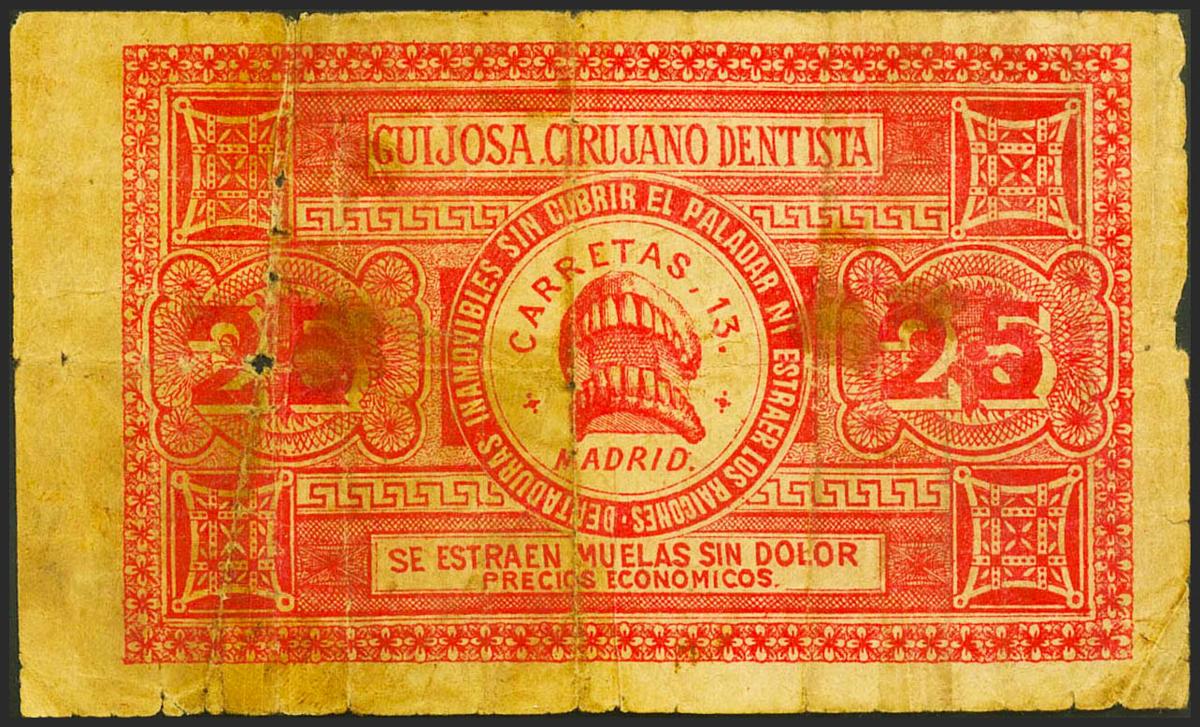 GUIJOSA. CIRUJANO DENTISTA
DENTADURAS INAMOVIBLES SIN CUBRIR EL PALADAR NI ESTRAER LOS RAIGONES·
CARRETAS, 13.
25
25
MADRID.
SE ESTRAEN MUELAS SIN DOLOR
PRECIOS ECONOMICOS.